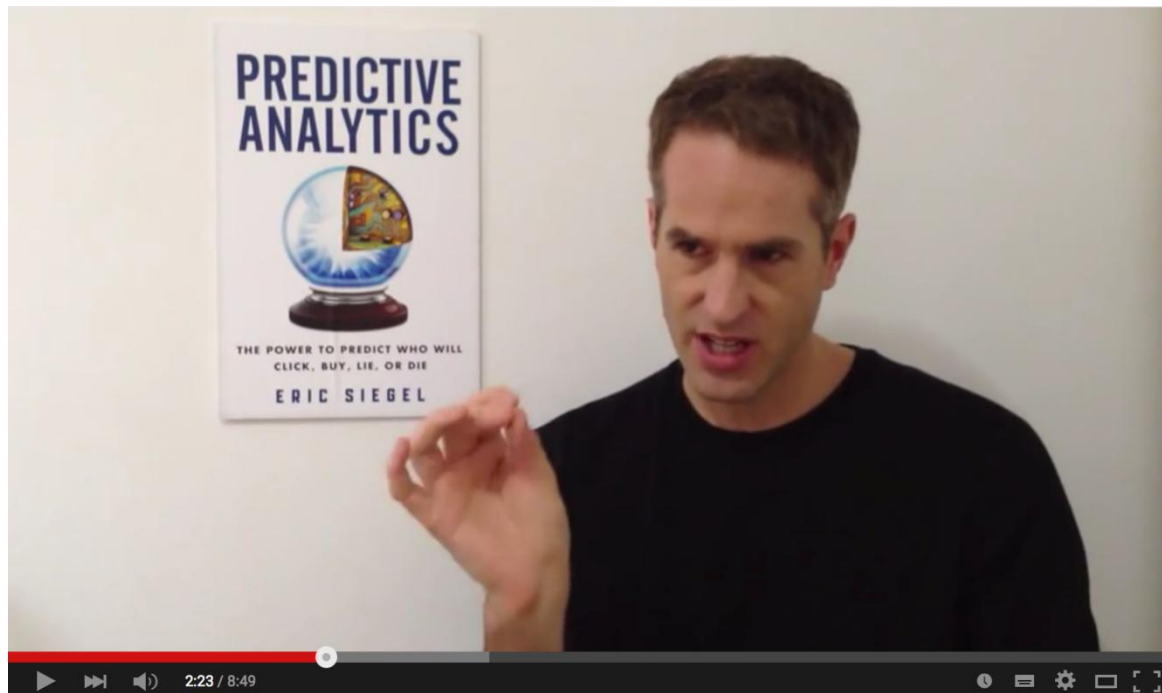 PREDICTIVE
ANALYTICS
THE POWER TO PREDICT WHO WILL
CLICK, BUY, LIE, OR DIE
ERIC SIEGEL
2:23 / 8:49